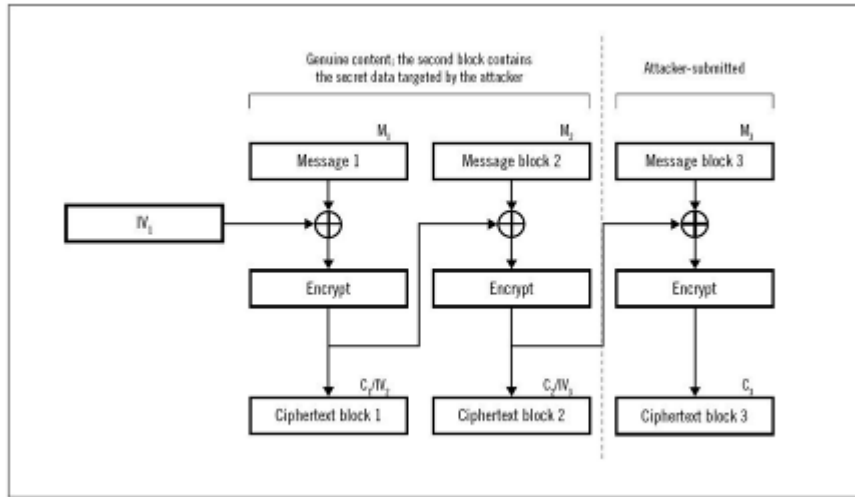 Genuine content; the second block contains
the secret data targeted by the attacker
Attacker-submitted
M₁
M₂
M₃
Message 1
Message block 2
Message block 3
IV₁
Encrypt
Encrypt
Encrypt
C₁/IV₂
C₂/IV₃
C₃
Ciphertext block 1
Ciphertext block 2
Ciphertext block 3